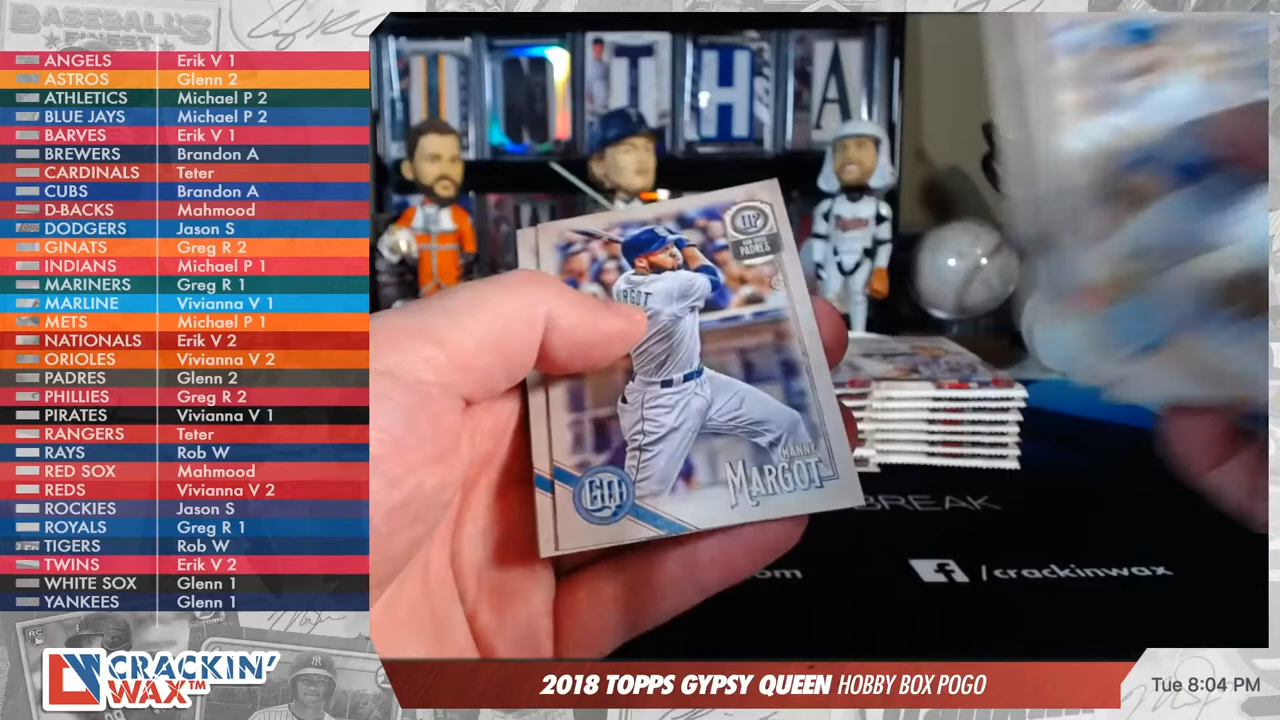 ANGELS Erik V 1
ASTROS Glenn 2
ATHLETICS Michael P 2
BLUE JAYS Michael P 2
BARVES Erik V 1
BREWERS Brandon A
CARDINALS Teter
CUBS Brandon A
D-BACKS Mahmood
DODGERS Jason S
GINATS Greg R 2
INDIANS Michael P 1
MARINERS Greg R 1
MARLINE Vivianna V 1
METS Michael P 1
NATIONALS Erik V 2
ORIOLES Vivianna V 2
PADRES Glenn 2
PHILLIES Greg R 2
PIRATES Vivianna V 1
RANGERS Teter
RAYS Rob W
RED SOX Mahmood
REDS Vivianna V 2
ROCKIES Jason S
ROYALS Greg R 1
TIGERS Rob W
TWINS Erik V 2
WHITE SOX Glenn 1
YANKEES Glenn 1
CRACKIN'
WAX™
BASEBALL'S
FINEST
RC
T H A
PADRES
MARGOT
GQ
MANNY
MARGOT
BREAK
/crackinwax
2018 TOPPS GYPSY QUEEN HOBBY BOX POGO
Tue 8:04 PM